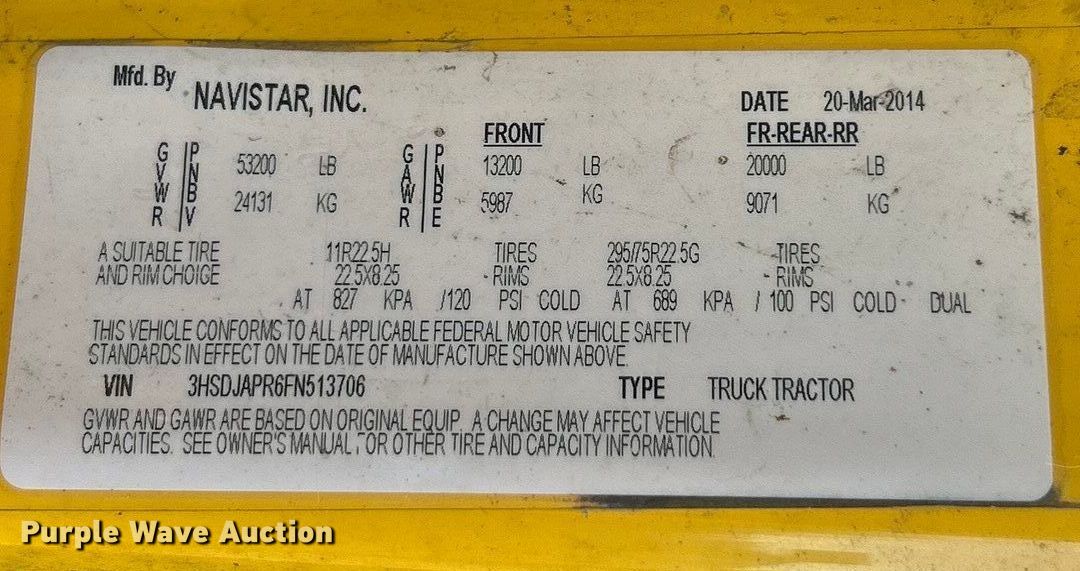 Mfd. By NAVISTAR, INC. DATE 20-Mar-2014
FRONT FR-REAR-RR
GVWR PNBV 53200 LB GAWR PNBE 13200 LB 20000 LB
24131 KG 5987 KG 9071 KG
A SUITABLE TIRE 11R22.5H TIRES 295/75R22.5G TIRES
AND RIM CHOICE 22.5X8.25 RIMS 22.5X8.25 RIMS
AT 827 KPA /120 PSI COLD AT 689 KPA / 100 PSI COLD DUAL
THIS VEHICLE CONFORMS TO ALL APPLICABLE FEDERAL MOTOR VEHICLE SAFETY
STANDARDS IN EFFECT ON THE DATE OF MANUFACTURE SHOWN ABOVE.
VIN 3HSDJAPR6FN513706 TYPE TRUCK TRACTOR
GVWR AND GAWR ARE BASED ON ORIGINAL EQUIP. A CHANGE MAY AFFECT VEHICLE
CAPACITIES. SEE OWNER'S MANUAL FOR OTHER TIRE AND CAPACITY INFORMATION.
Purple Wave Auction